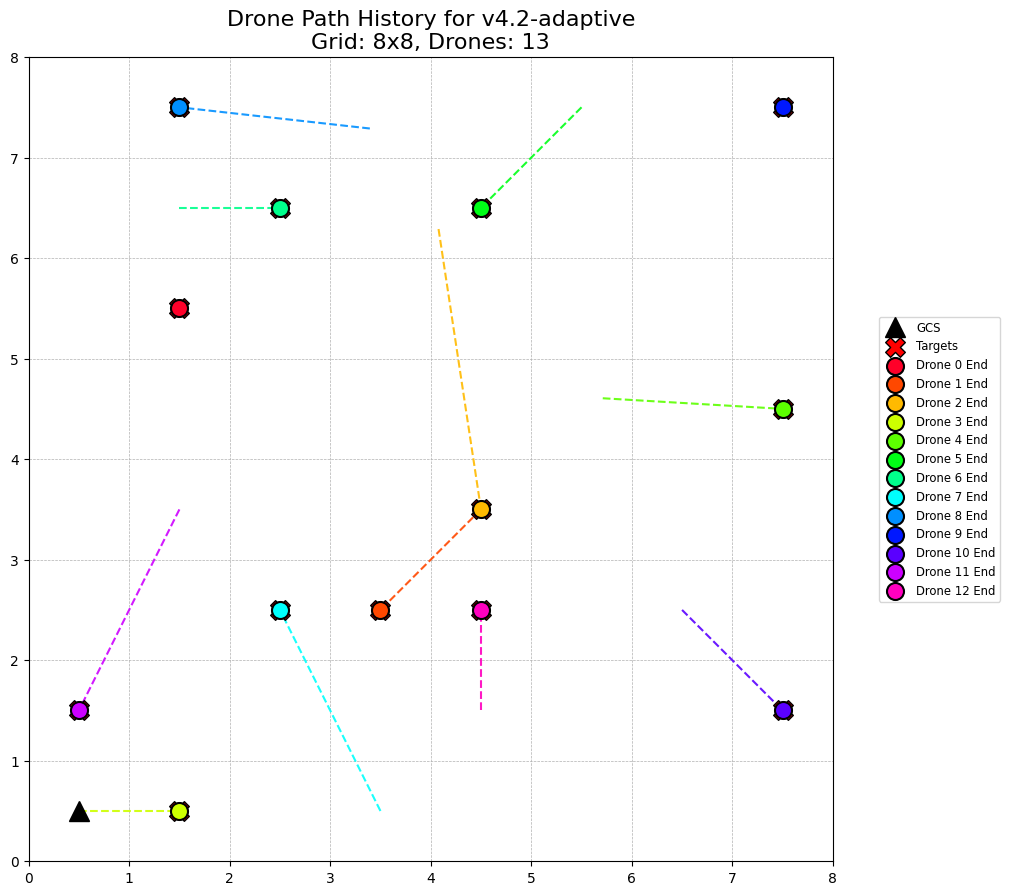 Drone Path History for v4.2-adaptive
Grid: 8x8, Drones: 13
8
7
6
5
4
3
2
1
0
0 1 2 3 4 5 6 7 8
GCS
Targets
Drone 0 End
Drone 1 End
Drone 2 End
Drone 3 End
Drone 4 End
Drone 5 End
Drone 6 End
Drone 7 End
Drone 8 End
Drone 9 End
Drone 10 End
Drone 11 End
Drone 12 End